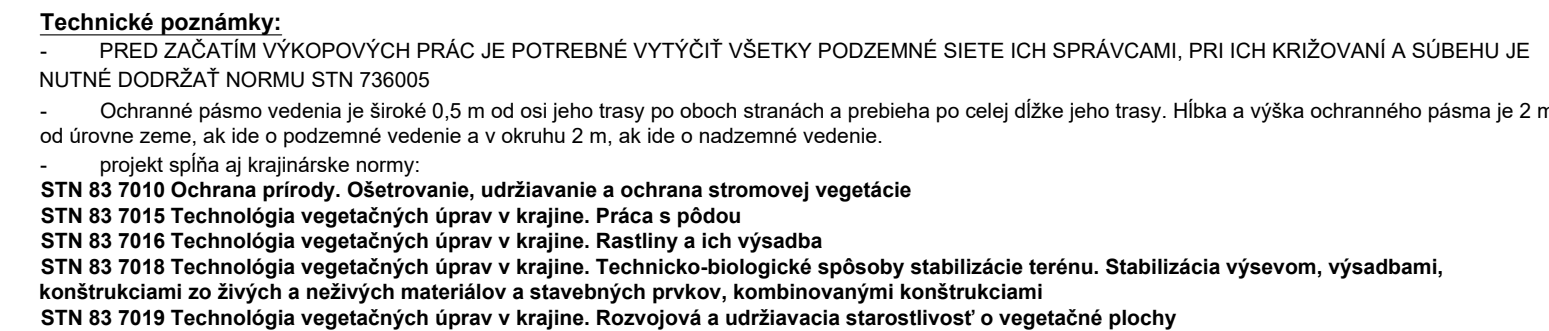 Technické poznámky:
- PRED ZAČATÍM VÝKOPOVÝCH PRÁC JE POTREBNÉ VYTÝČIŤ VŠETKY PODZEMNÉ SIETE ICH SPRÁVCAMI, PRI ICH KRIŽOVANÍ A SÚBEHU JE
NUTNÉ DODRŽAŤ NORMU STN 736005
- Ochranné pásmo vedenia je široké 0,5 m od osi jeho trasy po oboch stranách a prebieha po celej dĺžke jeho trasy. Hĺbka a výška ochranného pásma je 2 m
od úrovne zeme, ak ide o podzemné vedenie a v okruhu 2 m, ak ide o nadzemné vedenie.
- projekt spĺňa aj krajinárske normy:
STN 83 7010 Ochrana prírody. Ošetrovanie, udržiavanie a ochrana stromovej vegetácie
STN 83 7015 Technológia vegetačných úprav v krajine. Práca s pôdou
STN 83 7016 Technológia vegetačných úprav v krajine. Rastliny a ich výsadba
STN 83 7018 Technológia vegetačných úprav v krajine. Technicko-biologické spôsoby stabilizácie terénu. Stabilizácia výsevom, výsadbami,
konštrukciami zo živých a neživých materiálov a stavebných prvkov, kombinovanými konštrukciami
STN 83 7019 Technológia vegetačných úprav v krajine. Rozvojová a udržiavacia starostlivosť o vegetačné plochy